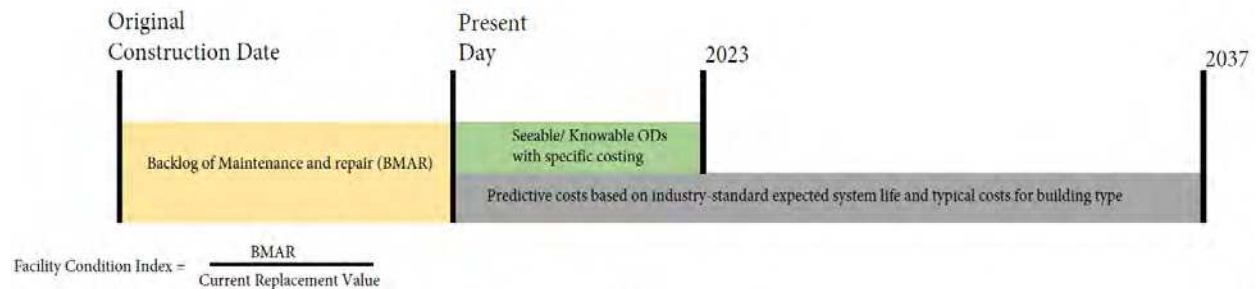 Original
Construction Date
Present
Day
2023
2037
Backlog of Maintenance and repair (BMAR)
Seeable/ Knowable ODs
with specific costing
Predictive costs based on industry-standard expected system life and typical costs for building type
Facility Condition Index =
BMAR
Current Replacement Value